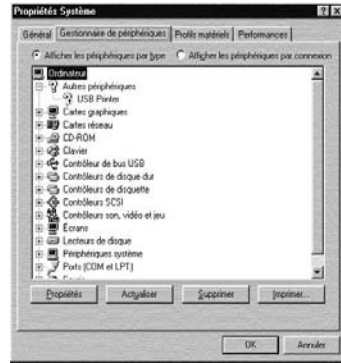 Propriétés Système
Général Gestionnaire de périphériques Profils matériels Performances
Afficher les périphériques par type Afficher les périphériques par connexion
Ordinateur
Autres périphériques
USB Printer
Cartes graphiques
Cartes réseau
CD-ROM
Clavier
Contrôleur de bus USB
Contrôleurs de disque dur
Contrôleurs de disquette
Contrôleurs SCSI
Contrôleurs son, vidéo et jeu
Écrans
Lecteurs de disque
Périphériques système
Ports (COM et LPT)
Propriétés Actualiser Supprimer Imprimer...
OK Annuler